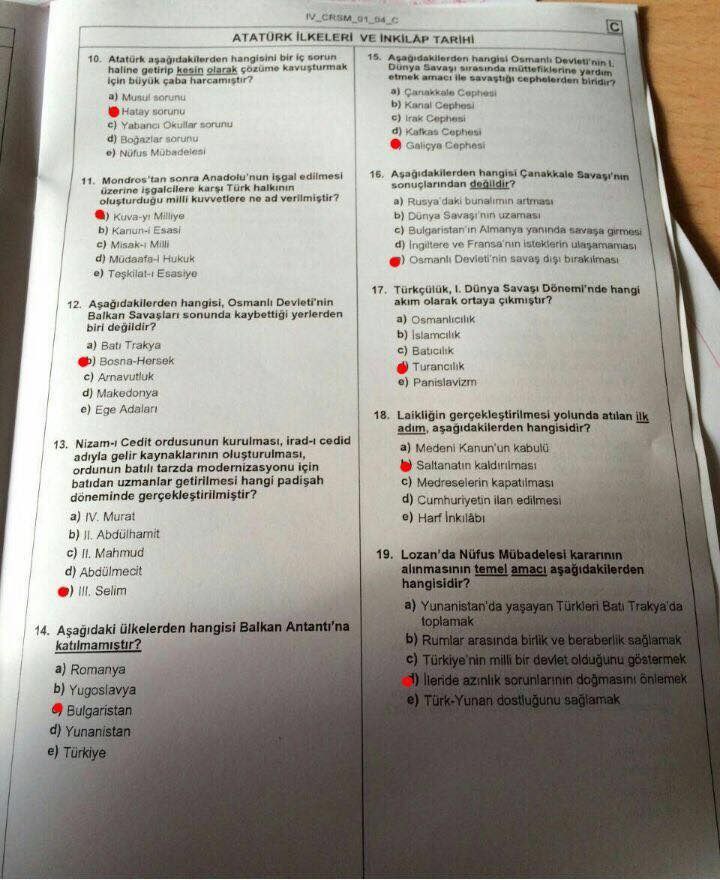 IV_CRSM_01_04_C
C
ATATÜRK İLKELERİ VE İNKILÂP TARİHİ
10. Atatürk aşağıdakilerden hangisini bir iç sorun
haline getirip kesin olarak çözüme kavuşturmak
için büyük çaba harcamıştır?
a) Musul sorunu
Hatay sorunu
c) Yabancı Okullar sorunu
d) Boğazlar sorunu
e) Nüfus Mübadelesi
11. Mondros'tan sonra Anadolu'nun işgal edilmesi
üzerine işgalcilere karşı Türk halkının
oluşturduğu milli kuvvetlere ne ad verilmiştir?
) Kuva-yı Milliye
b) Kanun-i Esasi
c) Misak-ı Milli
d) Müdaafa-i Hukuk
e) Teşkilat-ı Esasiye
12. Aşağıdakilerden hangisi, Osmanlı Devleti'nin
Balkan Savaşları sonunda kaybettiği yerlerden
biri değildir?
a) Batı Trakya
b) Bosna-Hersek
c) Arnavutluk
d) Makedonya
e) Ege Adaları
13. Nizam-ı Cedit ordusunun kurulması, irad-ı cedid
adıyla gelir kaynaklarının oluşturulması,
ordunun batılı tarzda modernizasyonu için
batıdan uzmanlar getirilmesi hangi padişah
döneminde gerçekleştirilmiştir?
a) IV. Murat
b) II. Abdülhamit
c) II. Mahmud
d) Abdülmecit
) III. Selim
14. Aşağıdaki ülkelerden hangisi Balkan Antantı'na
katılmamıştır?
a) Romanya
b) Yugoslavya
c) Bulgaristan
d) Yunanistan
e) Türkiye
15. Aşağıdakilerden hangisi Osmanlı Devleti'nin I.
Dünya Savaşı sırasında müttefiklerine yardım
etmek amacı ile savaştığı cephelerden biridir?
a) Çanakkale Cephesi
b) Kanal Cephesi
c) Irak Cephesi
d) Kafkas Cephesi
) Galiçya Cephesi
16. Aşağıdakilerden hangisi Çanakkale Savaşı'nın
sonuçlarından değildir?
a) Rusya'daki bunalımın artması
b) Dünya Savaşı'nın uzaması
c) Bulgaristan'ın Almanya yanında savaşa girmesi
d) İngiltere ve Fransa'nın isteklerin ulaşamaması
) Osmanlı Devleti'nin savaş dışı bırakılması
17. Türkçülük, I. Dünya Savaşı Dönemi'nde hangi
akım olarak ortaya çıkmıştır?
a) Osmanlıcılık
b) İslamcılık
c) Batıcılık
) Turancılık
e) Panislavizm
18. Laikliğin gerçekleştirilmesi yolunda atılan ilk
adım, aşağıdakilerden hangisidir?
a) Medeni Kanun'un kabulü
b) Saltanatın kaldırılması
c) Medreselerin kapatılması
d) Cumhuriyetin ilan edilmesi
e) Harf İnkılâbı
19. Lozan'da Nüfus Mübadelesi kararının
alınmasının temel amacı aşağıdakilerden
hangisidir?
a) Yunanistan'da yaşayan Türkleri Batı Trakya'da
toplamak
b) Rumlar arasında birlik ve beraberlik sağlamak
c) Türkiye'nin milli bir devlet olduğunu göstermek
d) İleride azınlık sorunlarının doğmasını önlemek
e) Türk-Yunan dostluğunu sağlamak